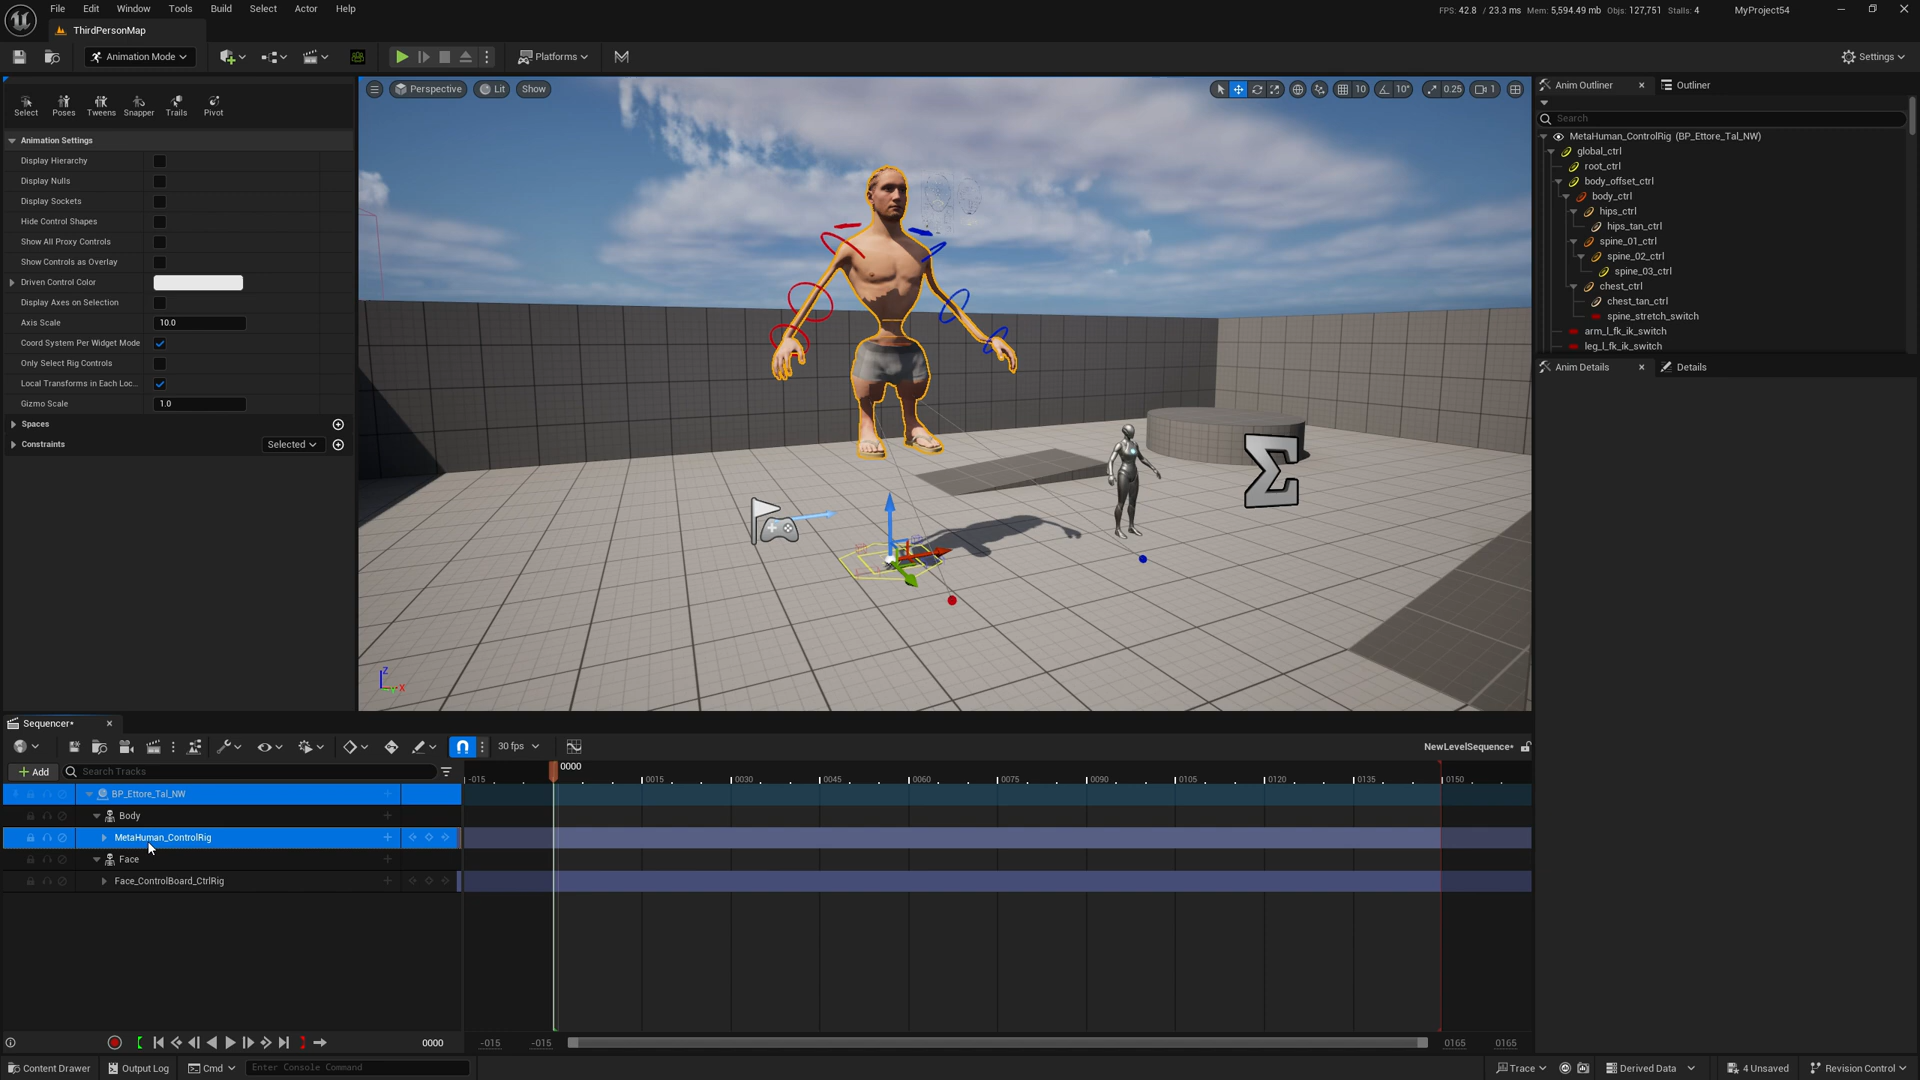 File Edit Window Tools Build Select Actor Help
FPS: 42.8 / 23.3 ms Mem: 5,594.49 mb Objs: 127,751 Stalls: 4 MyProject54
ThirdPersonMap
Animation Mode Platforms Settings
Select Poses Tweens Snapper Trails Pivot
Perspective Lit Show 10 10° 0.25 1
Animation Settings
Display Hierarchy
Display Nulls
Display Sockets
Hide Control Shapes
Show All Proxy Controls
Show Controls as Overlay
Driven Control Color
Display Axes on Selection
Axis Scale 10.0
Coord System Per Widget Mode
Only Select Rig Controls
Local Transforms in Each Loc...
Gizmo Scale 1.0
Spaces
Constraints Selected
Z
X
Anim Outliner Outliner
Search
MetaHuman_ControlRig (BP_Ettore_Tal_NW)
global_ctrl
root_ctrl
body_offset_ctrl
body_ctrl
hips_ctrl
hips_tan_ctrl
spine_01_ctrl
spine_02_ctrl
spine_03_ctrl
chest_ctrl
chest_tan_ctrl
spine_stretch_switch
arm_l_fk_ik_switch
leg_l_fk_ik_switch
Anim Details Details
Sequencer*
30 fps NewLevelSequence*
Add Search Tracks
0000
-015 0015 0030 0045 0060 0075 0090 0105 0120 0135 0150
BP_Ettore_Tal_NW
Body
MetaHuman_ControlRig
Face
Face_ControlBoard_CtrlRig
0000 -015 -015 0165 0165
Content Drawer Output Log Cmd Enter Console Command Trace Derived Data 4 Unsaved Revision Control